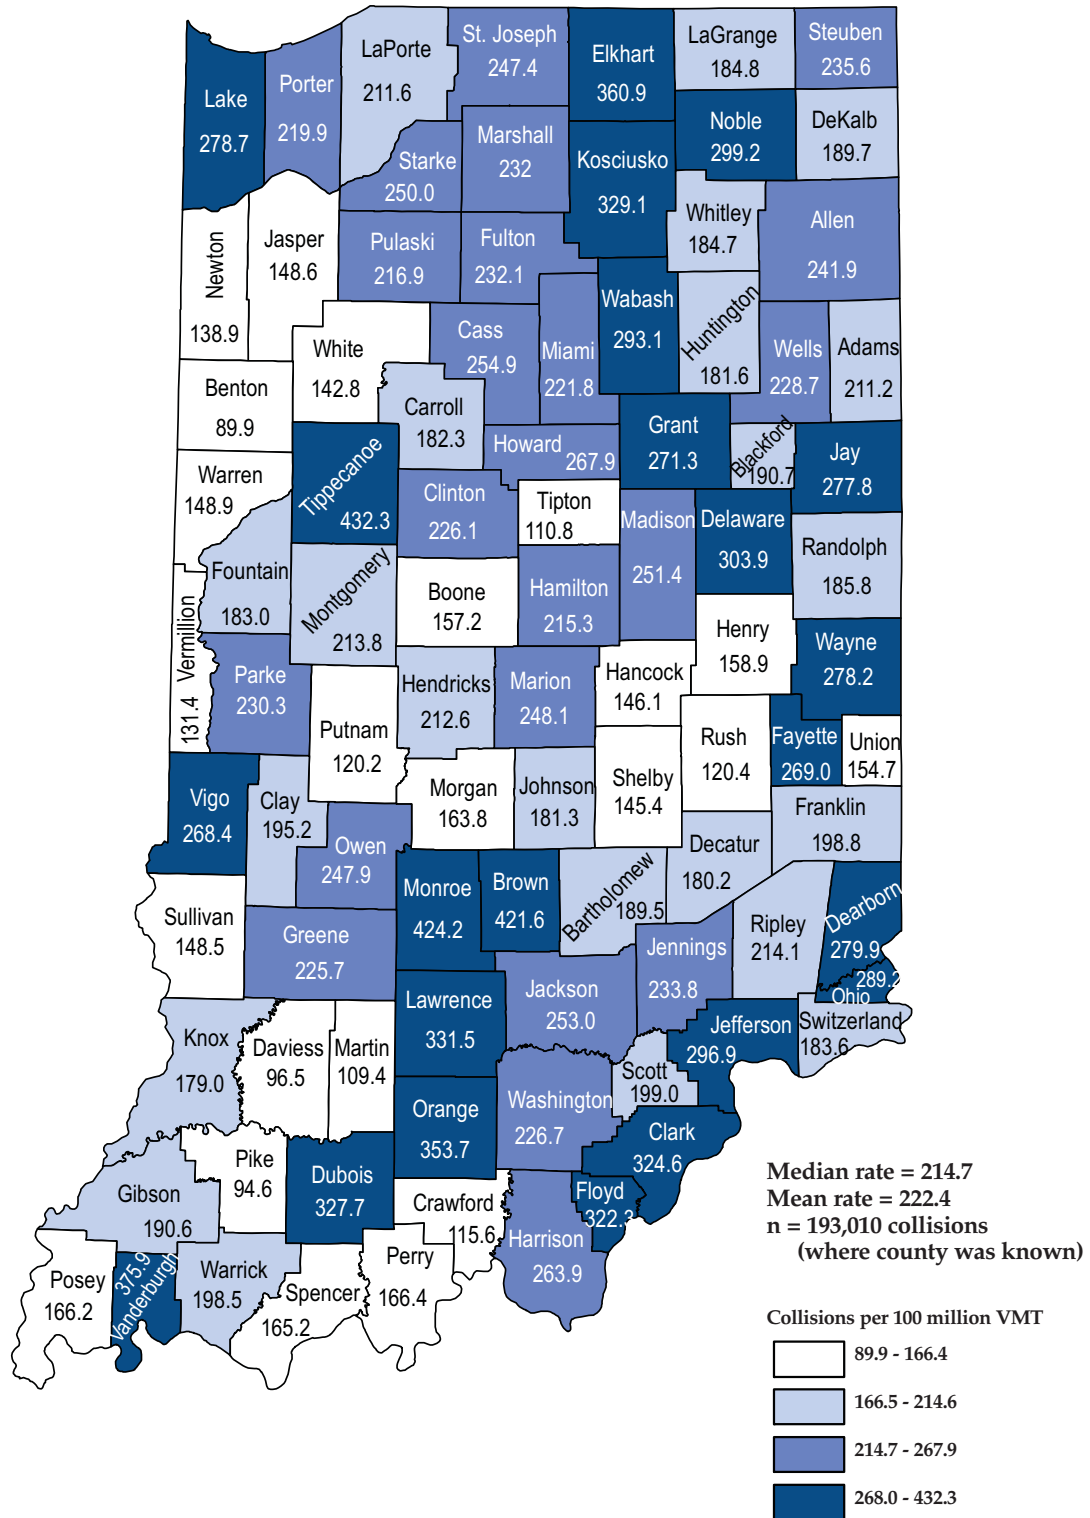 St. Joseph
247.4
LaPorte
211.6
Elkhart
360.9
LaGrange
184.8
Steuben
235.6
Lake
278.7
Porter
219.9
Starke
250.0
Marshall
232
Kosciusko
329.1
Noble
299.2
DeKalb
189.7
Whitley
184.7
Allen
241.9
Newton
138.9
Jasper
148.6
Pulaski
216.9
Fulton
232.1
Wabash
293.1
Huntington
181.6
Wells
228.7
Adams
211.2
White
142.8
Cass
254.9
Miami
221.8
Benton
89.9
Carroll
182.3
Howard 267.9
Grant
271.3
Blackford
190.7
Jay
277.8
Warren
148.9
Tippecanoe
432.3
Clinton
226.1
Tipton
110.8
Madison
251.4
Delaware
303.9
Randolph
185.8
Fountain
183.0
Montgomery
213.8
Boone
157.2
Hamilton
215.3
Henry
158.9
Wayne
278.2
Vermillion
131.4
Parke
230.3
Putnam
120.2
Hendricks
212.6
Marion
248.1
Hancock
146.1
Rush
120.4
Fayette
269.0
Union
154.7
Vigo
268.4
Clay
195.2
Owen
247.9
Morgan
163.8
Johnson
181.3
Shelby
145.4
Decatur
180.2
Franklin
198.8
Sullivan
148.5
Greene
225.7
Monroe
424.2
Brown
421.6
Bartholomew
189.5
Jennings
233.8
Ripley
214.1
Dearborn
279.9
289.2
Ohio
Knox
179.0
Daviess
96.5
Martin
109.4
Lawrence
331.5
Jackson
253.0
Scott
199.0
Jefferson
296.9
Switzerland
183.6
Orange
353.7
Washington
226.7
Clark
324.6
Gibson
190.6
Pike
94.6
Dubois
327.7
Crawford
115.6
Floyd
322.3
Harrison
263.9
Posey
166.2
375.9
Vanderburgh
Warrick
198.5
Spencer
165.2
Perry
166.4
Median rate = 214.7
Mean rate = 222.4
n = 193,010 collisions
(where county was known)
Collisions per 100 million VMT
89.9 - 166.4
166.5 - 214.6
214.7 - 267.9
268.0 - 432.3